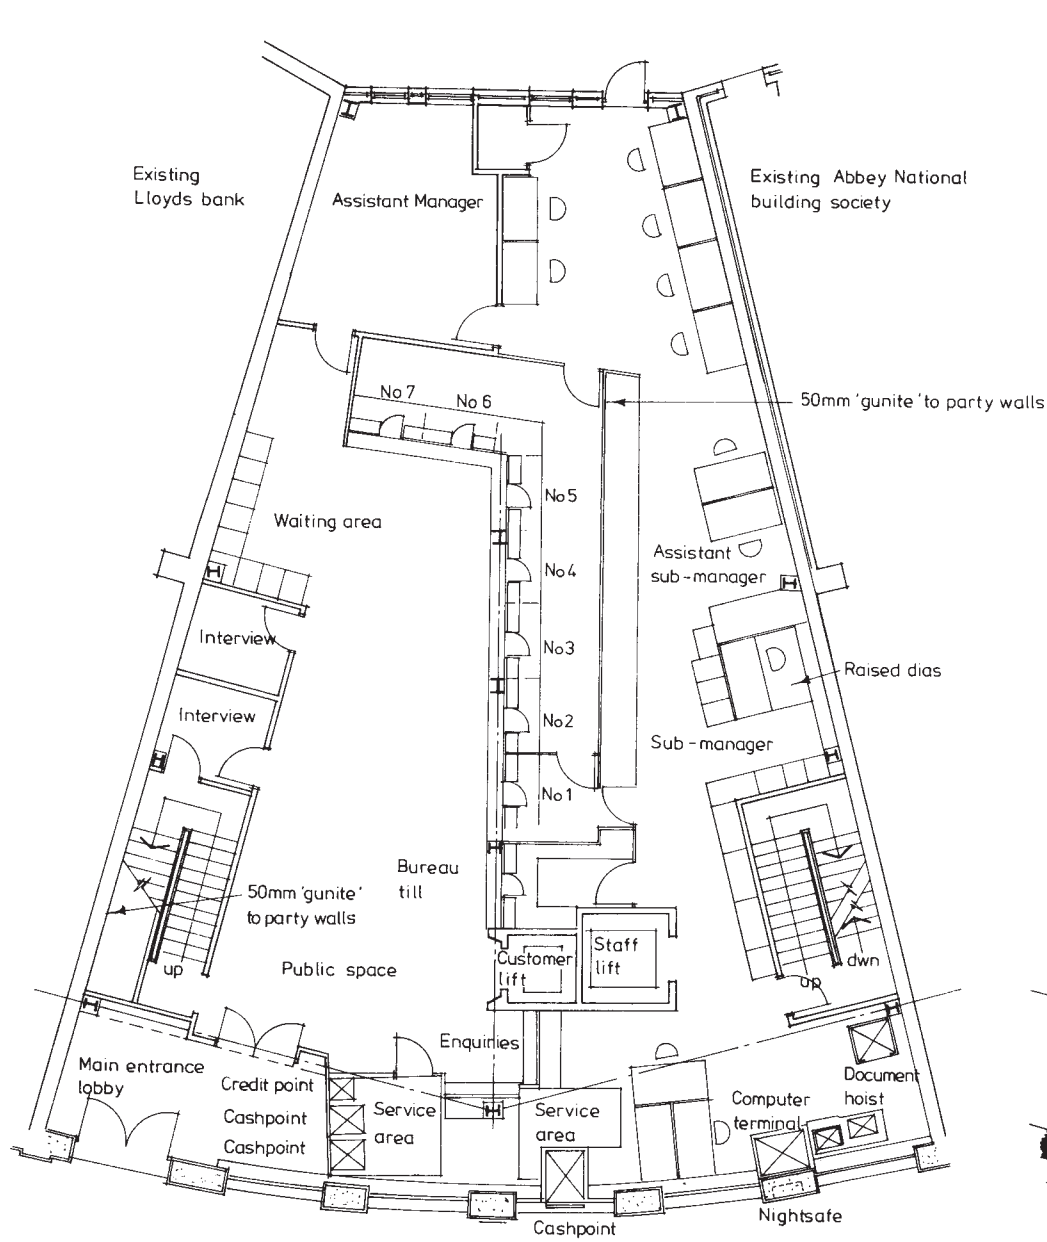 Existing
Lloyds bank
Assistant Manager
Existing Abbey National
building society
No 7
No 6
50mm 'gunite' to party walls
No 5
Waiting area
Assistant
sub-manager
No 4
Interview
No 3
Raised dias
Interview
No 2
Sub-manager
No 1
Bureau
till
50mm 'gunite'
to party walls
up
Public space
Customer
lift
Staff
lift
up
dwn
Enquiries
Main entrance
lobby
Credit point
Cashpoint
Cashpoint
Service
area
Service
area
Computer
terminal
Document
hoist
Nightsafe
Cashpoint